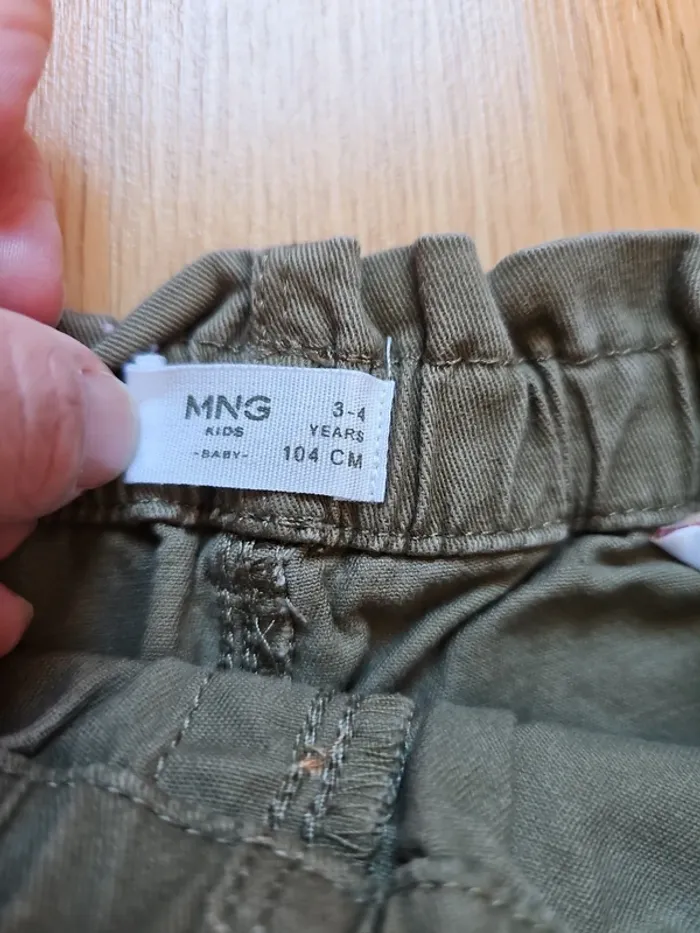 MNG
KIDS
-BABY-
3-4
YEARS
104 CM